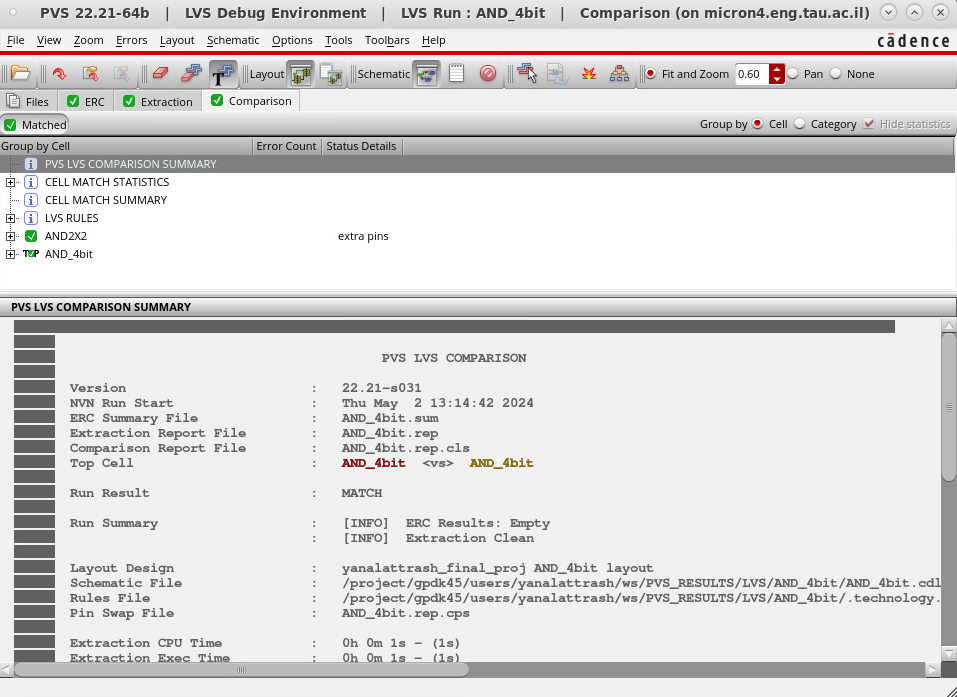 PVS 22.21-64b | LVS Debug Environment | LVS Run : AND_4bit | Comparison (on micron4.eng.tau.ac.il)
File View Zoom Errors Layout Schematic Options Tools Toolbars Help
cādence
Layout Schematic Fit and Zoom 0.60 Pan None
Files ERC Extraction Comparison
Matched Group by Cell Category Hide statistics
Group by Cell Error Count Status Details
PVS LVS COMPARISON SUMMARY
CELL MATCH STATISTICS
CELL MATCH SUMMARY
LVS RULES
AND2X2 extra pins
TOP AND_4bit
PVS LVS COMPARISON SUMMARY
PVS LVS COMPARISON
Version : 22.21-s031
NVN Run Start : Thu May 2 13:14:42 2024
ERC Summary File : AND_4bit.sum
Extraction Report File : AND_4bit.rep
Comparison Report File : AND_4bit.rep.cls
Top Cell : AND_4bit <vs> AND_4bit
Run Result : MATCH
Run Summary : [INFO] ERC Results: Empty
: [INFO] Extraction Clean
Layout Design : yanalattrash_final_proj AND_4bit layout
Schematic File : /project/gpdk45/users/yanalattrash/ws/PVS_RESULTS/LVS/AND_4bit/AND_4bit.cdl
Rules File : /project/gpdk45/users/yanalattrash/ws/PVS_RESULTS/LVS/AND_4bit/.technology.
Pin Swap File : AND_4bit.rep.cps
Extraction CPU Time : 0h 0m 1s - (1s)
Extraction Exec Time : 0h 0m 1s - (1s)